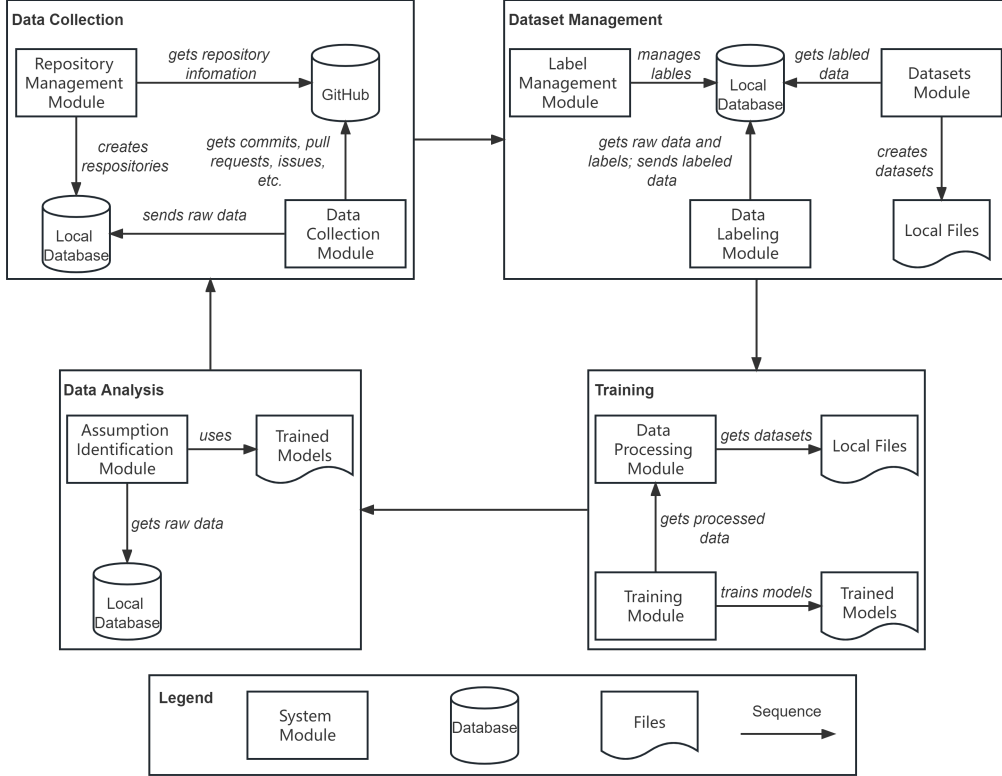 Data Collection
Repository
Management
Module
gets repository
infomation
GitHub
creates
respositories
gets commits, pull
requests, issues,
etc.
Local
Database
sends raw data
Data
Collection
Module
Dataset Management
Label
Management
Module
manages
lables
Local
Database
gets labled
data
Datasets
Module
gets raw data and
labels; sends labeled
data
creates
datasets
Data
Labeling
Module
Local Files
Data Analysis
Assumption
Identification
Module
uses
Trained
Models
gets raw data
Local
Database
Training
Data
Processing
Module
gets datasets
Local Files
gets processed
data
Training
Module
trains models
Trained
Models
Legend
System
Module
Database
Files
Sequence